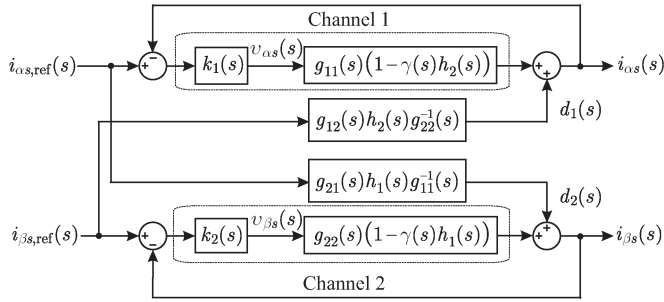 Channel 1
i_{αs,ref}(s) + − k_1(s) υ_{αs}(s) g_{11}(s)(1−γ(s)h_2(s)) + + i_{αs}(s)
g_{12}(s)h_2(s)g_{22}^{-1}(s) d_1(s)
g_{21}(s)h_1(s)g_{11}^{-1}(s) d_2(s)
i_{βs,ref}(s) + − k_2(s) υ_{βs}(s) g_{22}(s)(1−γ(s)h_1(s)) + + i_{βs}(s)
Channel 2